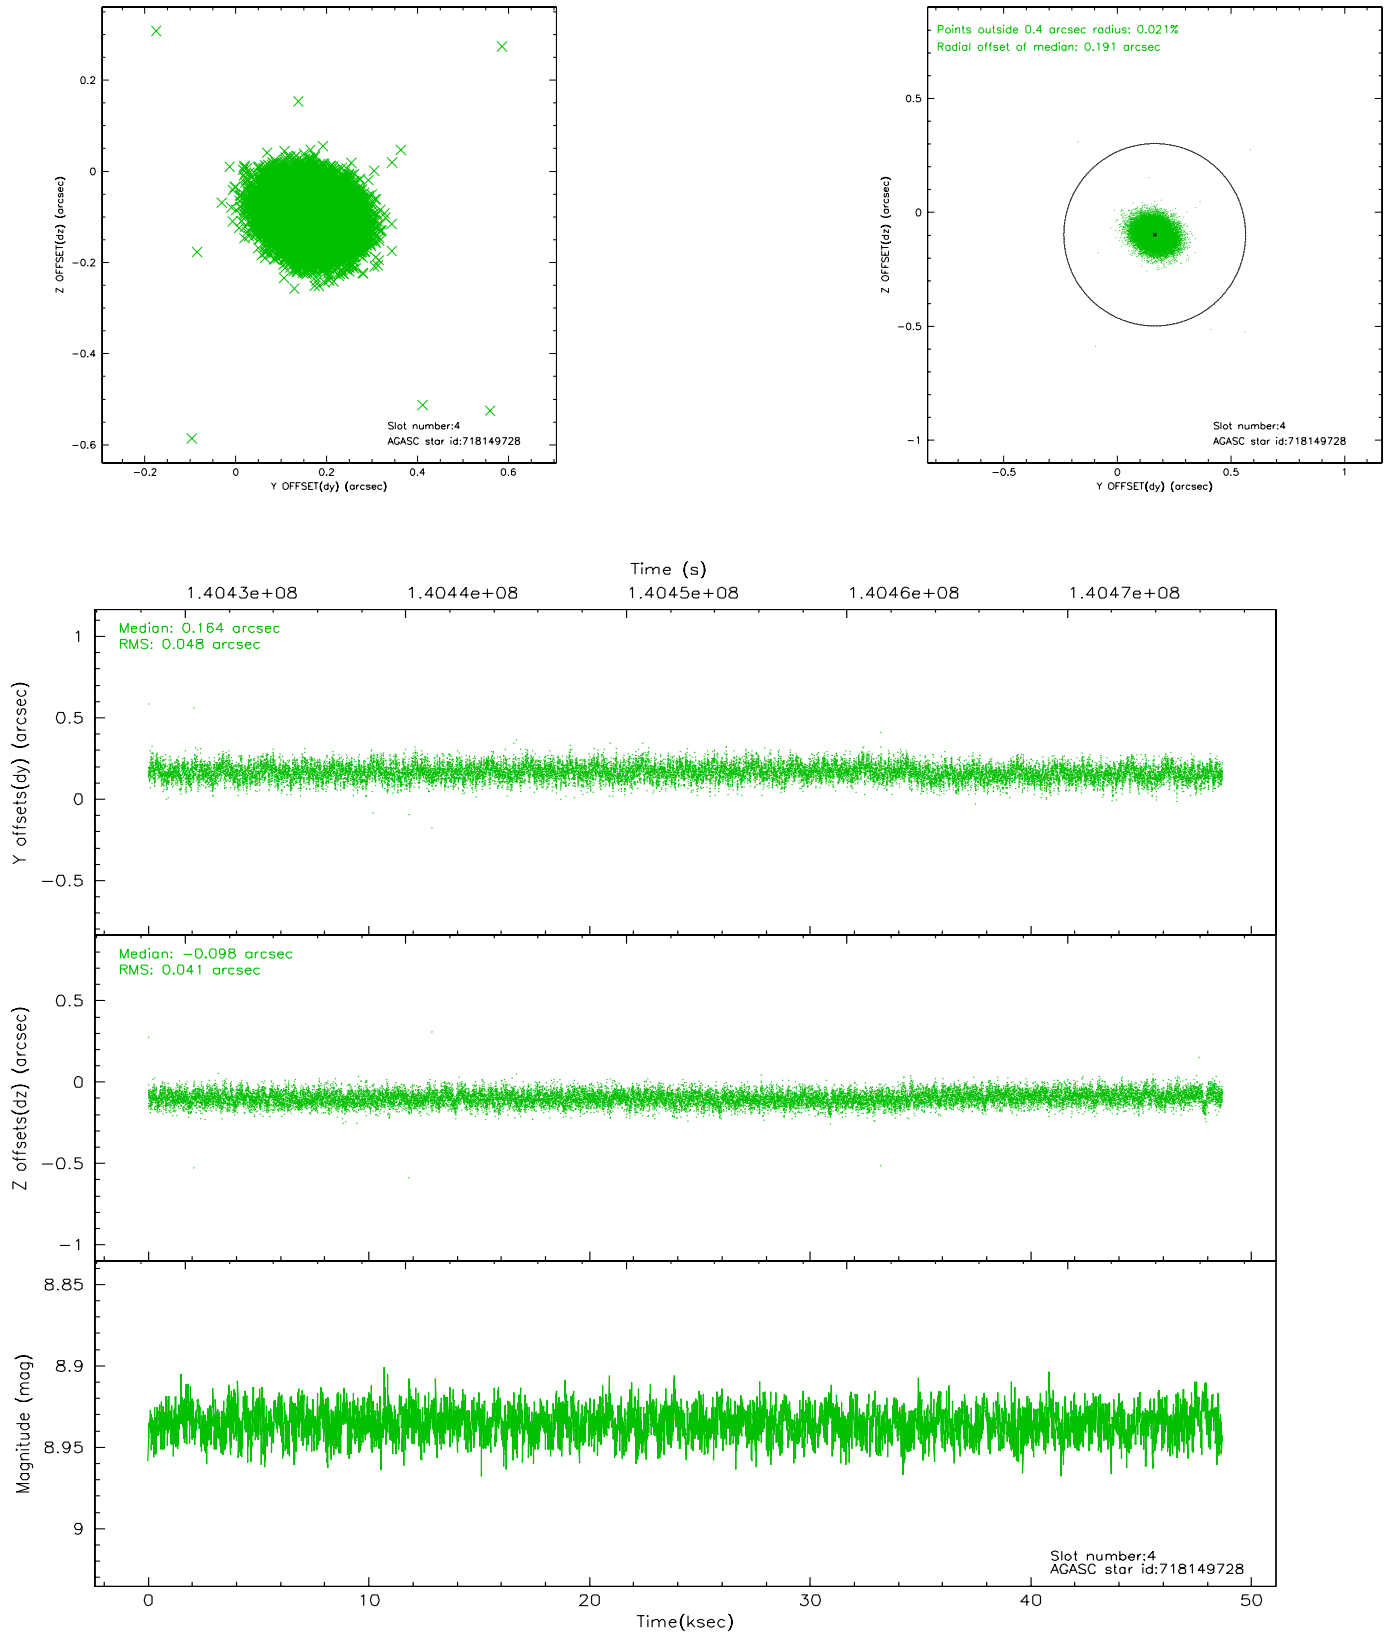 0.2
0
−0.2
−0.4
−0.6
Z OFFSET(dz) (arcsec)
Slot number:4
AGASC star id:718149728
−0.2 0 0.2 0.4 0.6
Y OFFSET(dy) (arcsec)
Points outside 0.4 arcsec radius: 0.021%
Radial offset of median: 0.191 arcsec
0.5
0
−0.5
−1
Z OFFSET(dz) (arcsec)
Slot number:4
AGASC star id:718149728
−0.5 0 0.5 1
Y OFFSET(dy) (arcsec)
Time (s)
1.4043e+08 1.4044e+08 1.4045e+08 1.4046e+08 1.4047e+08
Median: 0.164 arcsec
RMS: 0.048 arcsec
1
0.5
0
−0.5
Y offsets(dy) (arcsec)
Median: −0.098 arcsec
RMS: 0.041 arcsec
0.5
0
−0.5
−1
Z offsets(dz) (arcsec)
8.85
8.9
8.95
9
Magnitude (mag)
Slot number:4
AGASC star id:718149728
0 10 20 30 40 50
Time(ksec)